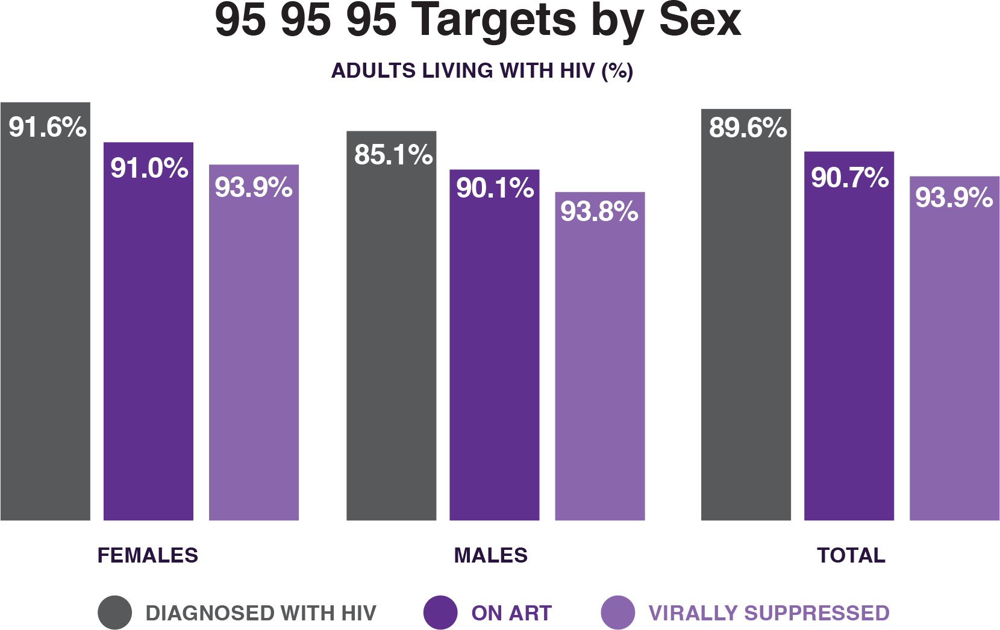 95 95 95 Targets by Sex
ADULTS LIVING WITH HIV (%)
91.6%
91.0%
93.9%
85.1%
90.1%
93.8%
89.6%
90.7%
93.9%
FEMALES
MALES
TOTAL
DIAGNOSED WITH HIV
ON ART
VIRALLY SUPPRESSED